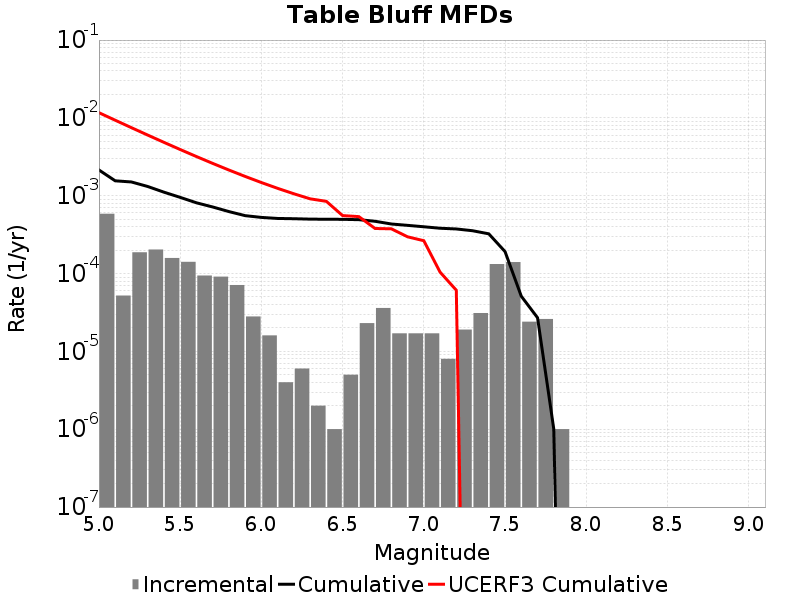 Table Bluff MFDs
10-1
10-2
10-3
10-4
10-5
10-6
10-7
Rate (1/yr)
5.0 5.5 6.0 6.5 7.0 7.5 8.0 8.5 9.0
Magnitude
Incremental Cumulative UCERF3 Cumulative